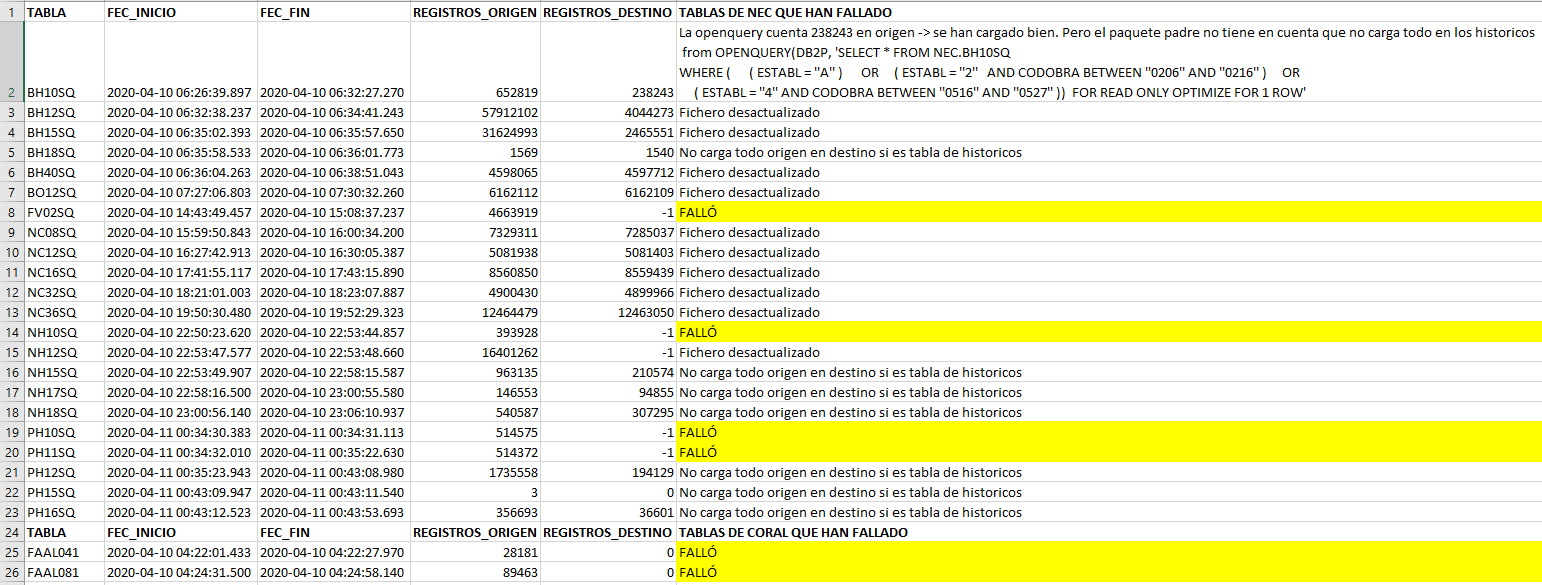 1 TABLA FEC_INICIO FEC_FIN REGISTROS_ORIGEN REGISTROS_DESTINO TABLAS DE NEC QUE HAN FALLADO
La openquery cuenta 238243 en origen -> se han cargado bien. Pero el paquete padre no tiene en cuenta que no carga todo en los historicos
from OPENQUERY(DB2P, 'SELECT * FROM NEC.BH10SQ
WHERE ( ( ESTABL = "A" ) OR ( ESTABL = "2" AND CODOBRA BETWEEN "0206" AND "0216" ) OR
2 BH10SQ 2020-04-10 06:26:39.897 2020-04-10 06:32:27.270 652819 238243 ( ESTABL = "4" AND CODOBRA BETWEEN "0516" AND "0527" )) FOR READ ONLY OPTIMIZE FOR 1 ROW'
3 BH12SQ 2020-04-10 06:32:38.237 2020-04-10 06:34:41.243 57912102 4044273 Fichero desactualizado
4 BH15SQ 2020-04-10 06:35:02.393 2020-04-10 06:35:57.650 31624993 2465551 Fichero desactualizado
5 BH18SQ 2020-04-10 06:35:58.533 2020-04-10 06:36:01.773 1569 1540 No carga todo origen en destino si es tabla de historicos
6 BH40SQ 2020-04-10 06:36:04.263 2020-04-10 06:38:51.043 4598065 4597712 Fichero desactualizado
7 BO12SQ 2020-04-10 07:27:06.803 2020-04-10 07:30:32.260 6162112 6162109 Fichero desactualizado
8 FV02SQ 2020-04-10 14:43:49.457 2020-04-10 15:08:37.237 4663919 -1 FALLÓ
9 NC08SQ 2020-04-10 15:59:50.843 2020-04-10 16:00:34.200 7329311 7285037 Fichero desactualizado
10 NC12SQ 2020-04-10 16:27:42.913 2020-04-10 16:30:05.387 5081938 5081403 Fichero desactualizado
11 NC16SQ 2020-04-10 17:41:55.117 2020-04-10 17:43:15.890 8560850 8559439 Fichero desactualizado
12 NC32SQ 2020-04-10 18:21:01.003 2020-04-10 18:23:07.887 4900430 4899966 Fichero desactualizado
13 NC36SQ 2020-04-10 19:50:30.480 2020-04-10 19:52:29.323 12464479 12463050 Fichero desactualizado
14 NH10SQ 2020-04-10 22:50:23.620 2020-04-10 22:53:44.857 393928 -1 FALLÓ
15 NH12SQ 2020-04-10 22:53:47.577 2020-04-10 22:53:48.660 16401262 -1 Fichero desactualizado
16 NH15SQ 2020-04-10 22:53:49.907 2020-04-10 22:58:15.587 963135 210574 No carga todo origen en destino si es tabla de historicos
17 NH17SQ 2020-04-10 22:58:16.500 2020-04-10 23:00:55.580 146553 94855 No carga todo origen en destino si es tabla de historicos
18 NH18SQ 2020-04-10 23:00:56.140 2020-04-10 23:06:10.937 540587 307295 No carga todo origen en destino si es tabla de historicos
19 PH10SQ 2020-04-11 00:34:30.383 2020-04-11 00:34:31.113 514575 -1 FALLÓ
20 PH11SQ 2020-04-11 00:34:32.010 2020-04-11 00:35:22.630 514372 -1 FALLÓ
21 PH12SQ 2020-04-11 00:35:23.943 2020-04-11 00:43:08.980 1735558 194129 No carga todo origen en destino si es tabla de historicos
22 PH15SQ 2020-04-11 00:43:09.947 2020-04-11 00:43:11.540 3 0 No carga todo origen en destino si es tabla de historicos
23 PH16SQ 2020-04-11 00:43:12.523 2020-04-11 00:43:53.693 356693 36601 No carga todo origen en destino si es tabla de historicos
24 TABLA FEC_INICIO FEC_FIN REGISTROS_ORIGEN REGISTROS_DESTINO TABLAS DE CORAL QUE HAN FALLADO
25 FAAL041 2020-04-10 04:22:01.433 2020-04-10 04:22:27.970 28181 0 FALLÓ
26 FAAL081 2020-04-10 04:24:31.500 2020-04-10 04:24:58.140 89463 0 FALLÓ